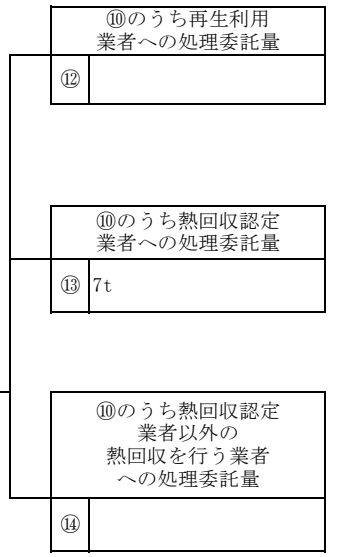 ⑩のうち再生利用
業者への処理委託量
⑫
⑩のうち熱回収認定
業者への処理委託量
⑬ 7t
⑩のうち熱回収認定
業者以外の
熱回収を行う業者
への処理委託量
⑭